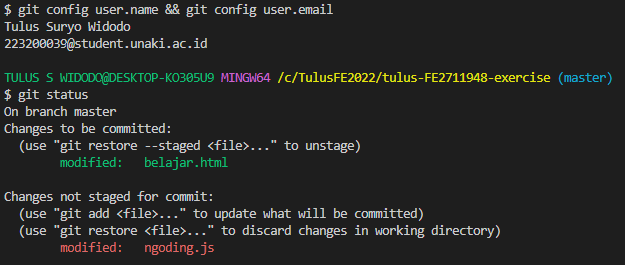 $ git config user.name && git config user.email
Tulus Suryo Widodo
223200039@student.unaki.ac.id
TULUS S WIDODO@DESKTOP-KO305U9 MINGW64 /c/TulusFE2022/tulus-FE2711948-exercise (master)
$ git status
On branch master
Changes to be committed:
  (use "git restore --staged <file>..." to unstage)
        modified:   belajar.html
Changes not staged for commit:
  (use "git add <file>..." to update what will be committed)
  (use "git restore <file>..." to discard changes in working directory)
        modified:   ngoding.js